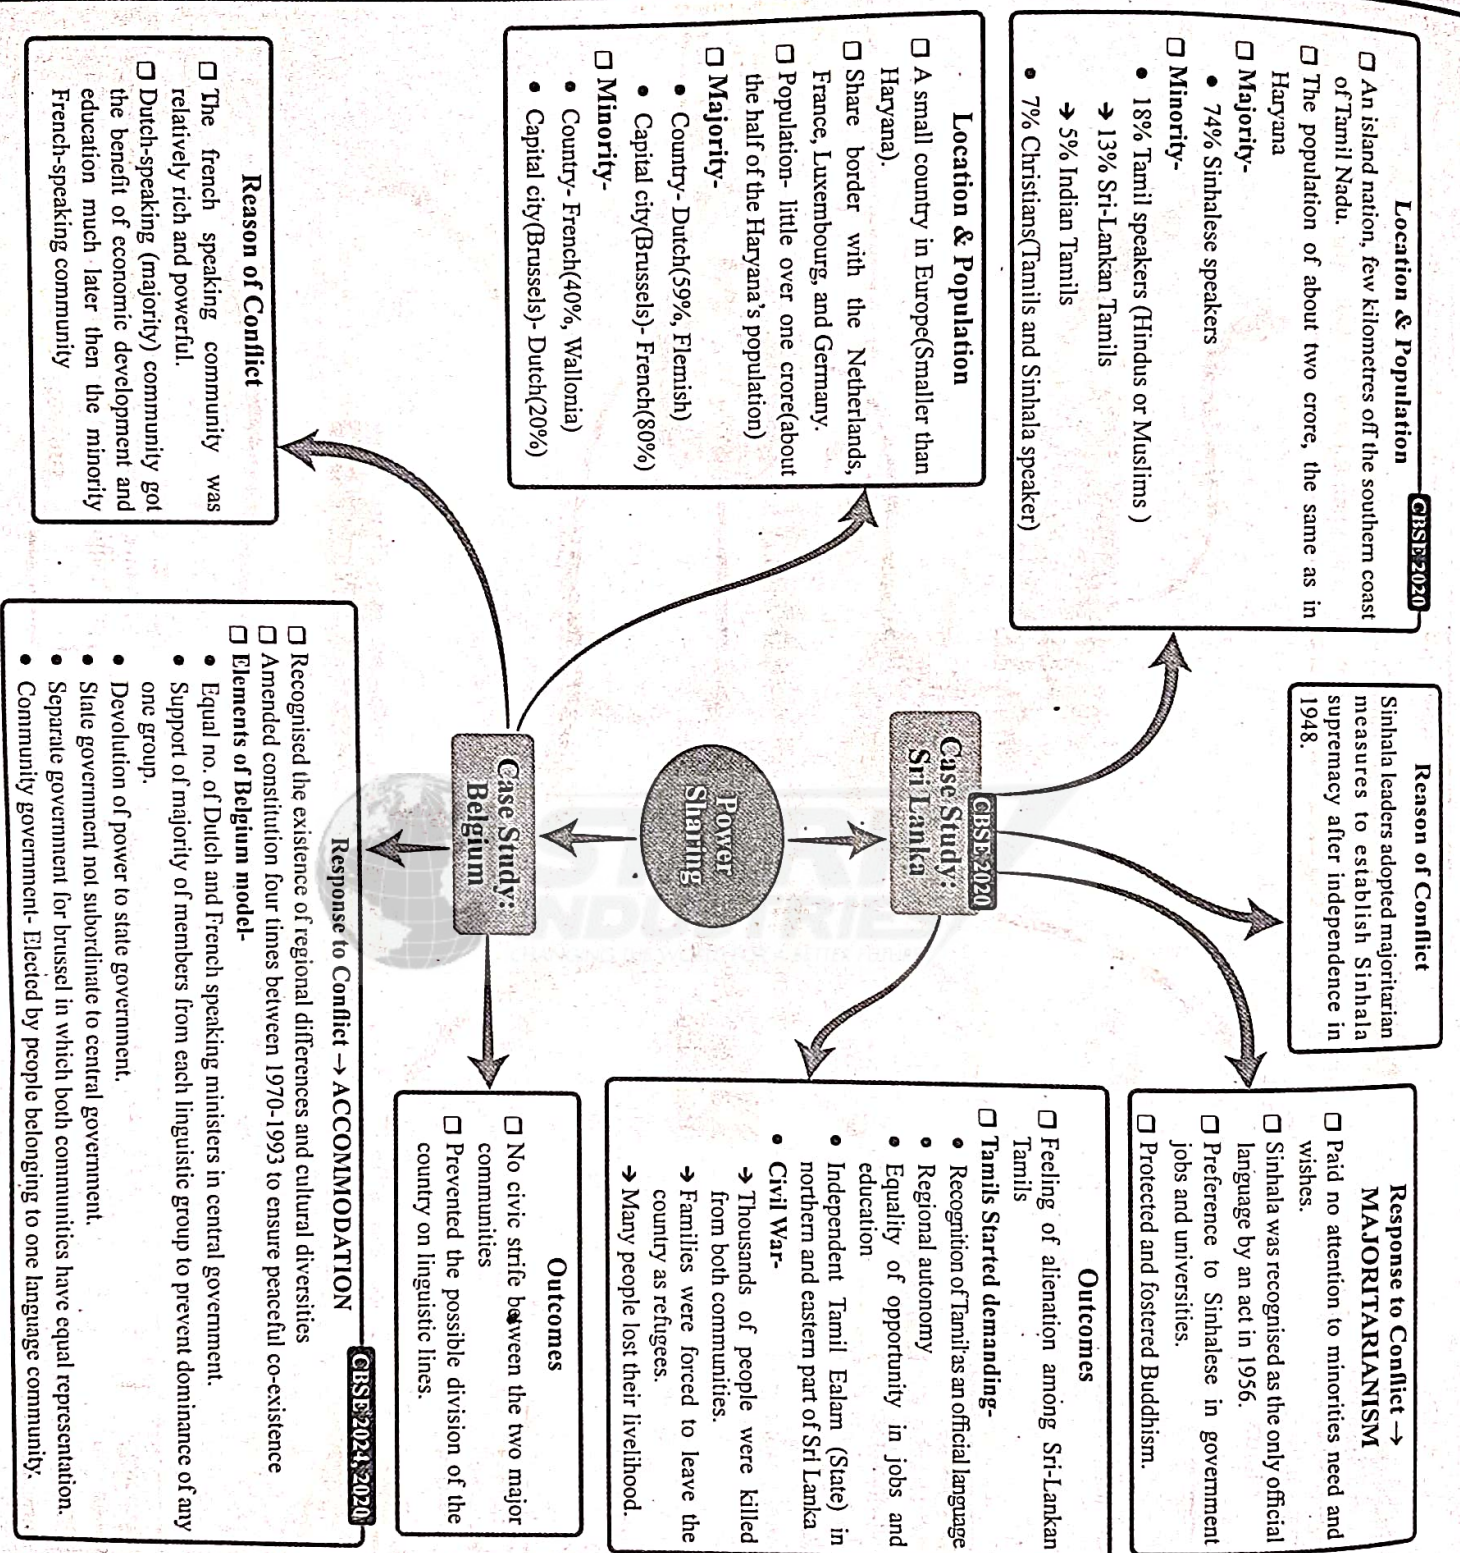 Location & Population
CBSE 2020
❑ An island nation, few kilometres off the southern coast
of Tamil Nadu.
❑ The population of about two crore, the same as in
Haryana
❑ Majority-
• 74% Sinhalese speakers
❑ Minority-
• 18% Tamil speakers (Hindus or Muslims )
➔ 13% Sri-Lankan Tamils
➔ 5% Indian Tamils
• 7% Christians(Tamils and Sinhala speaker)
Reason of Conflict
Sinhala leaders adopted majoritarian
measures to establish Sinhala
supremacy after independence in
1948.
Response to Conflict →
MAJORITARIANISM
❑ Paid no attention to minorities need and
wishes.
❑ Sinhala was recognised as the only official
language by an act in 1956.
❑ Preference to Sinhalese in government
jobs and universities.
❑ Protected and fostered Buddhism.
CBSE 2020
Case Study:
Sri Lanka
Outcomes
❑ Feeling of alienation among Sri-Lankan
Tamils
❑ Tamils Started demanding-
• Recognition of Tamil as an official language
• Regional autonomy
• Equality of opportunity in jobs and
education
• Independent Tamil Ealam (State) in
northern and eastern part of Sri Lanka
• Civil War-
➔ Thousands of people were killed
from both communities.
➔ Families were forced to leave the
country as refugees.
➔ Many people lost their livelihood.
Power
Sharing
Location & Population
❑ A small country in Europe(Smaller than
Haryana).
❑ Share border with the Netherlands,
France, Luxembourg, and Germany.
❑ Population- little over one crore(about
the half of the Haryana's population)
❑ Majority-
• Country- Dutch(59%, Flemish)
• Capital city(Brussels)- French(80%)
❑ Minority-
• Country- French(40%, Wallonia)
• Capital city(Brussels)- Dutch(20%)
Case Study:
Belgium
Outcomes
❑ No civic strife between the two major
communities
❑ Prevented the possible division of the
country on linguistic lines.
Reason of Conflict
❑ The french speaking community was
relatively rich and powerful.
❑ Dutch-speaking (majority) community got
the benefit of economic development and
education much later then the minority
French-speaking community
Response to Conflict → ACCOMMODATION
CBSE 2024, 2020
❑ Recognised the existence of regional differences and cultural diversities
❑ Amended constitution four times between 1970-1993 to ensure peaceful co-existence
❑ Elements of Belgium model-
• Equal no. of Dutch and French speaking ministers in central government.
• Support of majority of members from each linguistic group to prevent dominance of any
one group.
• Devolution of power to state government.
• State government not subordinate to central government.
• Separate government for brussel in which both communities have equal representation.
• Community government- Elected by people belonging to one language community.
INDUSTRIE